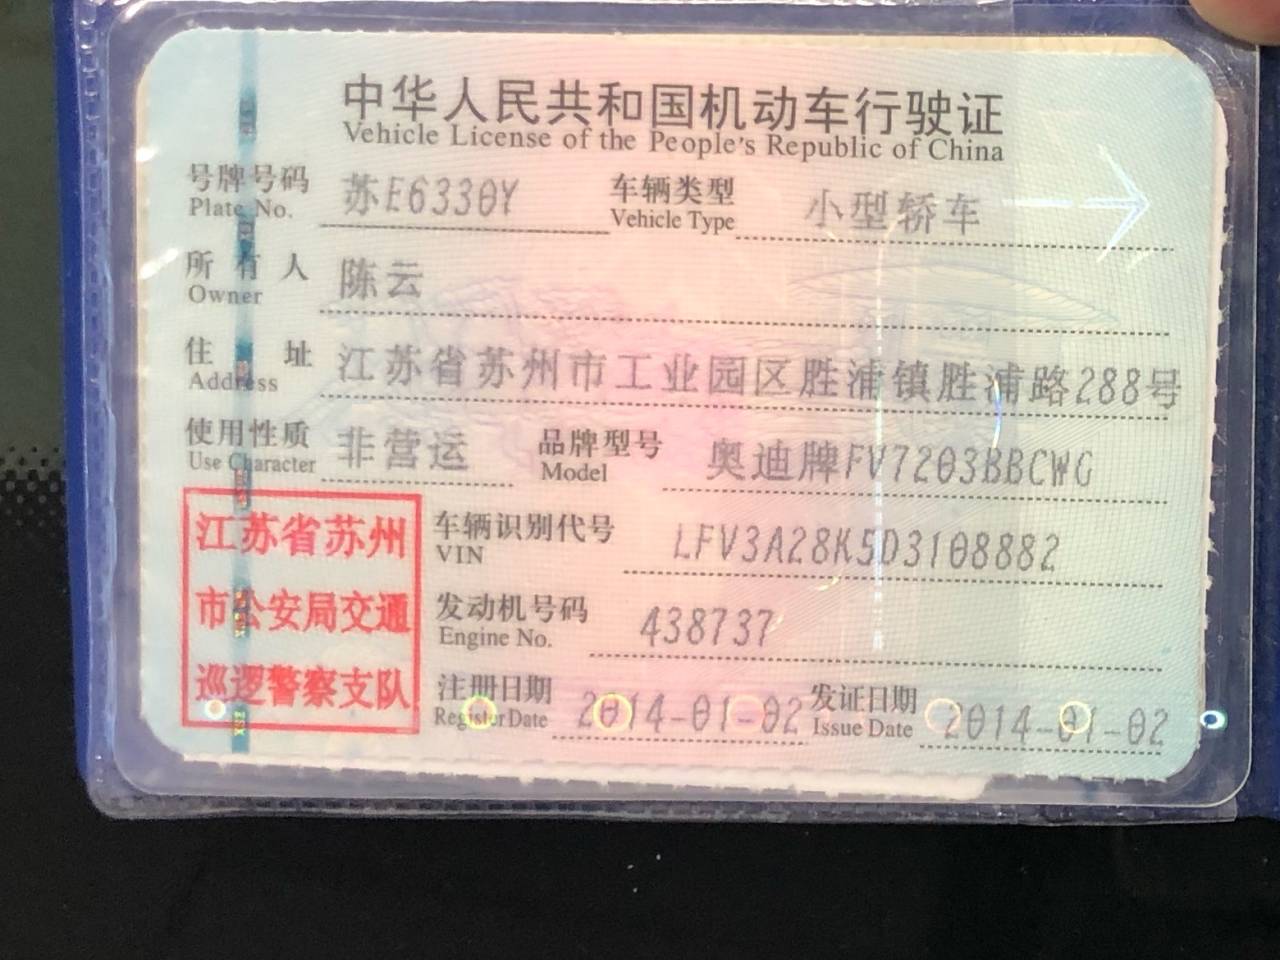 中华人民共和国机动车行驶证
Vehicle License of the People's Republic of China
号牌号码 苏E6330Y 车辆类型 小型轿车
Plate No. Vehicle Type
所有人 陈云
Owner
住址 江苏省苏州市工业园区胜浦镇胜浦路288号
Address
使用性质 非营运 品牌型号 奥迪牌FV7203BBCWG
Use Character Model
江苏省苏州
市公安局交通
巡逻警察支队
车辆识别代号 LFV3A28K5D3108882
VIN
发动机号码 438737
Engine No.
注册日期 2014-01-02 发证日期 2014-01-02
Register Date Issue Date